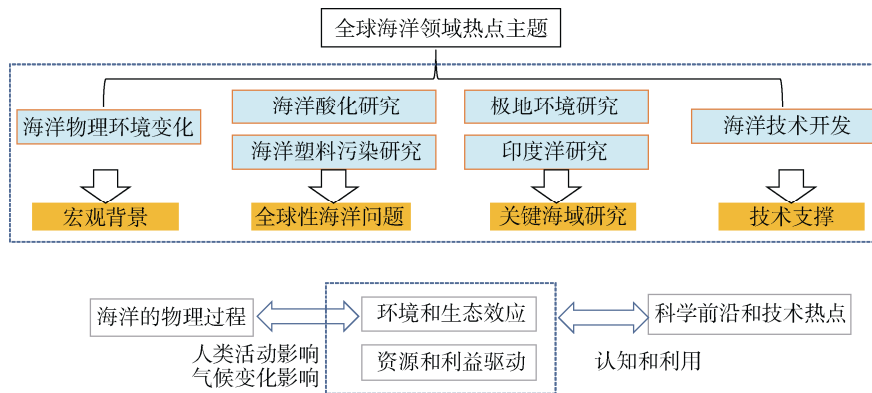 全球海洋领域热点主题
海洋物理环境变化
海洋酸化研究
海洋塑料污染研究
极地环境研究
印度洋研究
海洋技术开发
宏观背景
全球性海洋问题
关键海域研究
技术支撑
海洋的物理过程
人类活动影响
气候变化影响
环境和生态效应
资源和利益驱动
认知和利用
科学前沿和技术热点